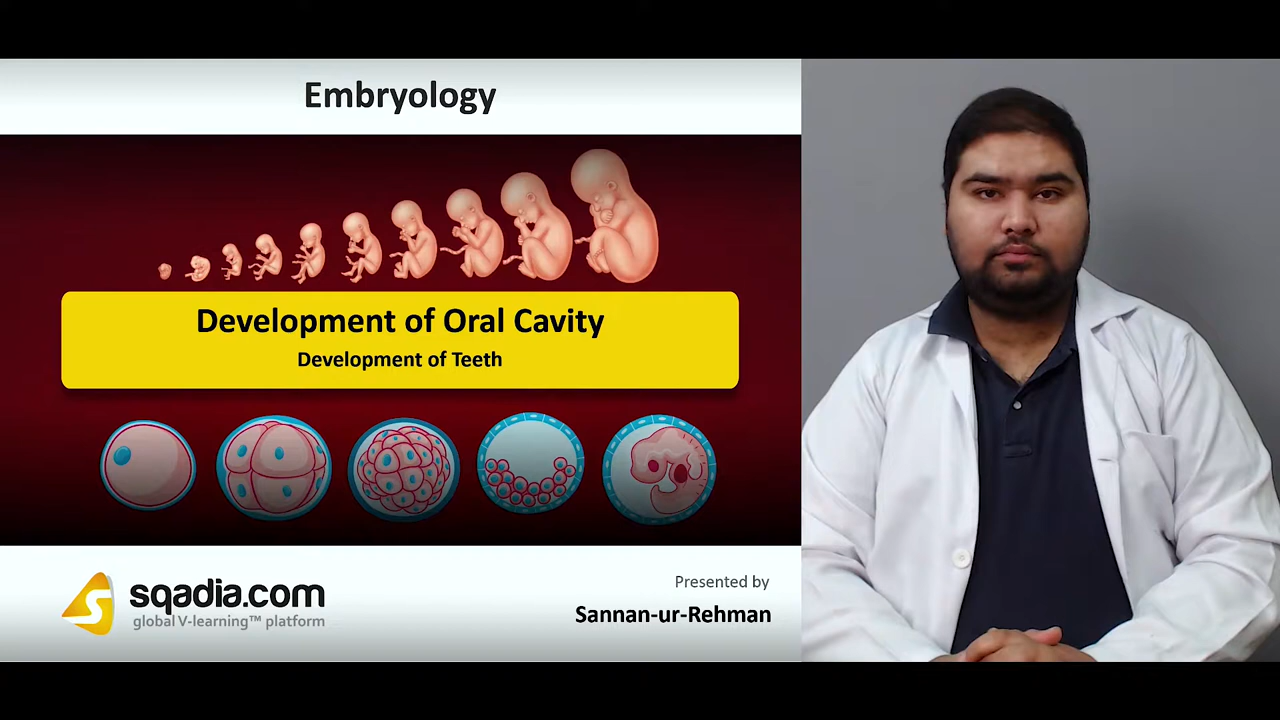 Embryology
Development of Oral Cavity
Development of Teeth
sqadia.com
global V-learning™ platform
Presented by
Sannan-ur-Rehman